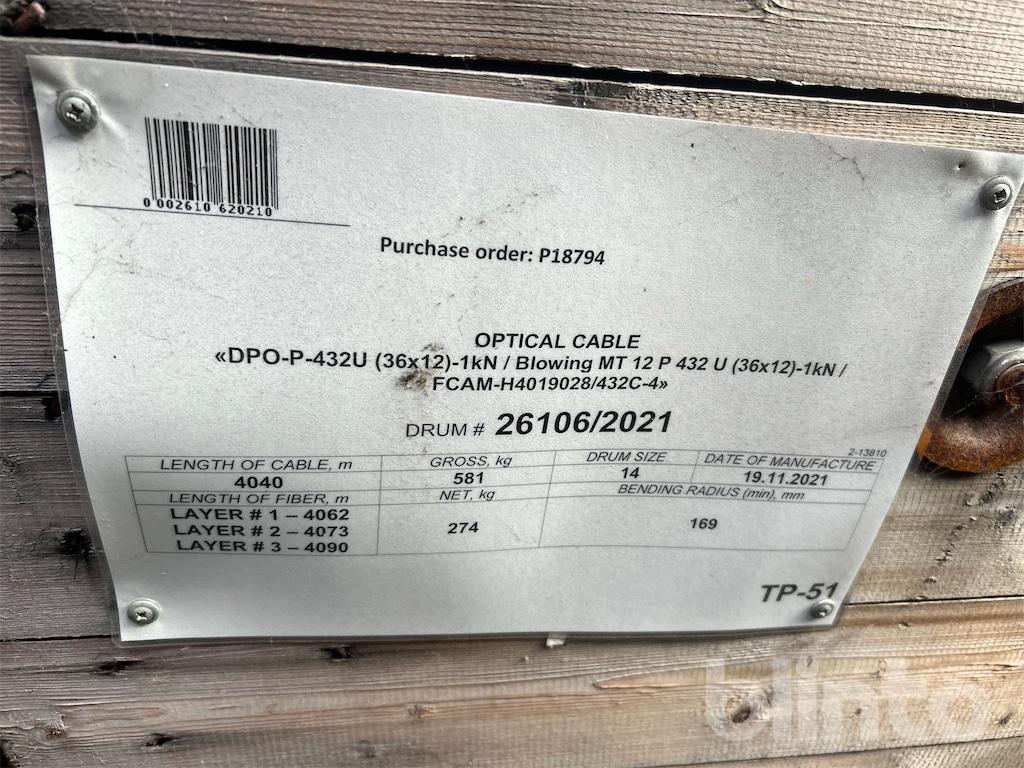 0 002610 620210
Purchase order: P18794
OPTICAL CABLE
«DPO-P-432U (36x12)-1kN / Blowing MT 12 P 432 U (36x12)-1kN /
FCAM-H4019028/432C-4»
DRUM # 26106/2021
2-13810
LENGTH OF CABLE, m GROSS, kg DRUM SIZE DATE OF MANUFACTURE
4040 581 14 19.11.2021
LENGTH OF FIBER, m NET, kg BENDING RADIUS (min), mm
LAYER # 1 – 4062
LAYER # 2 – 4073 274 169
LAYER # 3 – 4090
TP-51
blinto